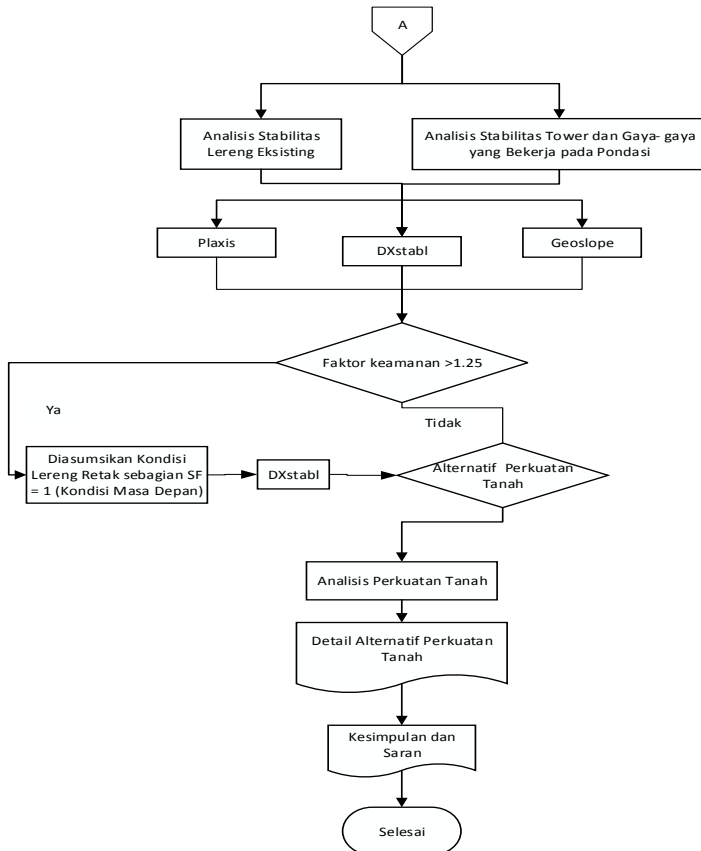 A
Analisis Stabilitas
Lereng Eksisting
Analisis Stabilitas Tower dan Gaya- gaya
yang Bekerja pada Pondasi
Plaxis
DXstabl
Geoslope
Faktor keamanan >1.25
Ya
Tidak
Diasumsikan Kondisi
Lereng Retak sebagian SF
= 1 (Kondisi Masa Depan)
DXstabl
Alternatif Perkuatan
Tanah
Analisis Perkuatan Tanah
Detail Alternatif Perkuatan
Tanah
Kesimpulan dan
Saran
Selesai